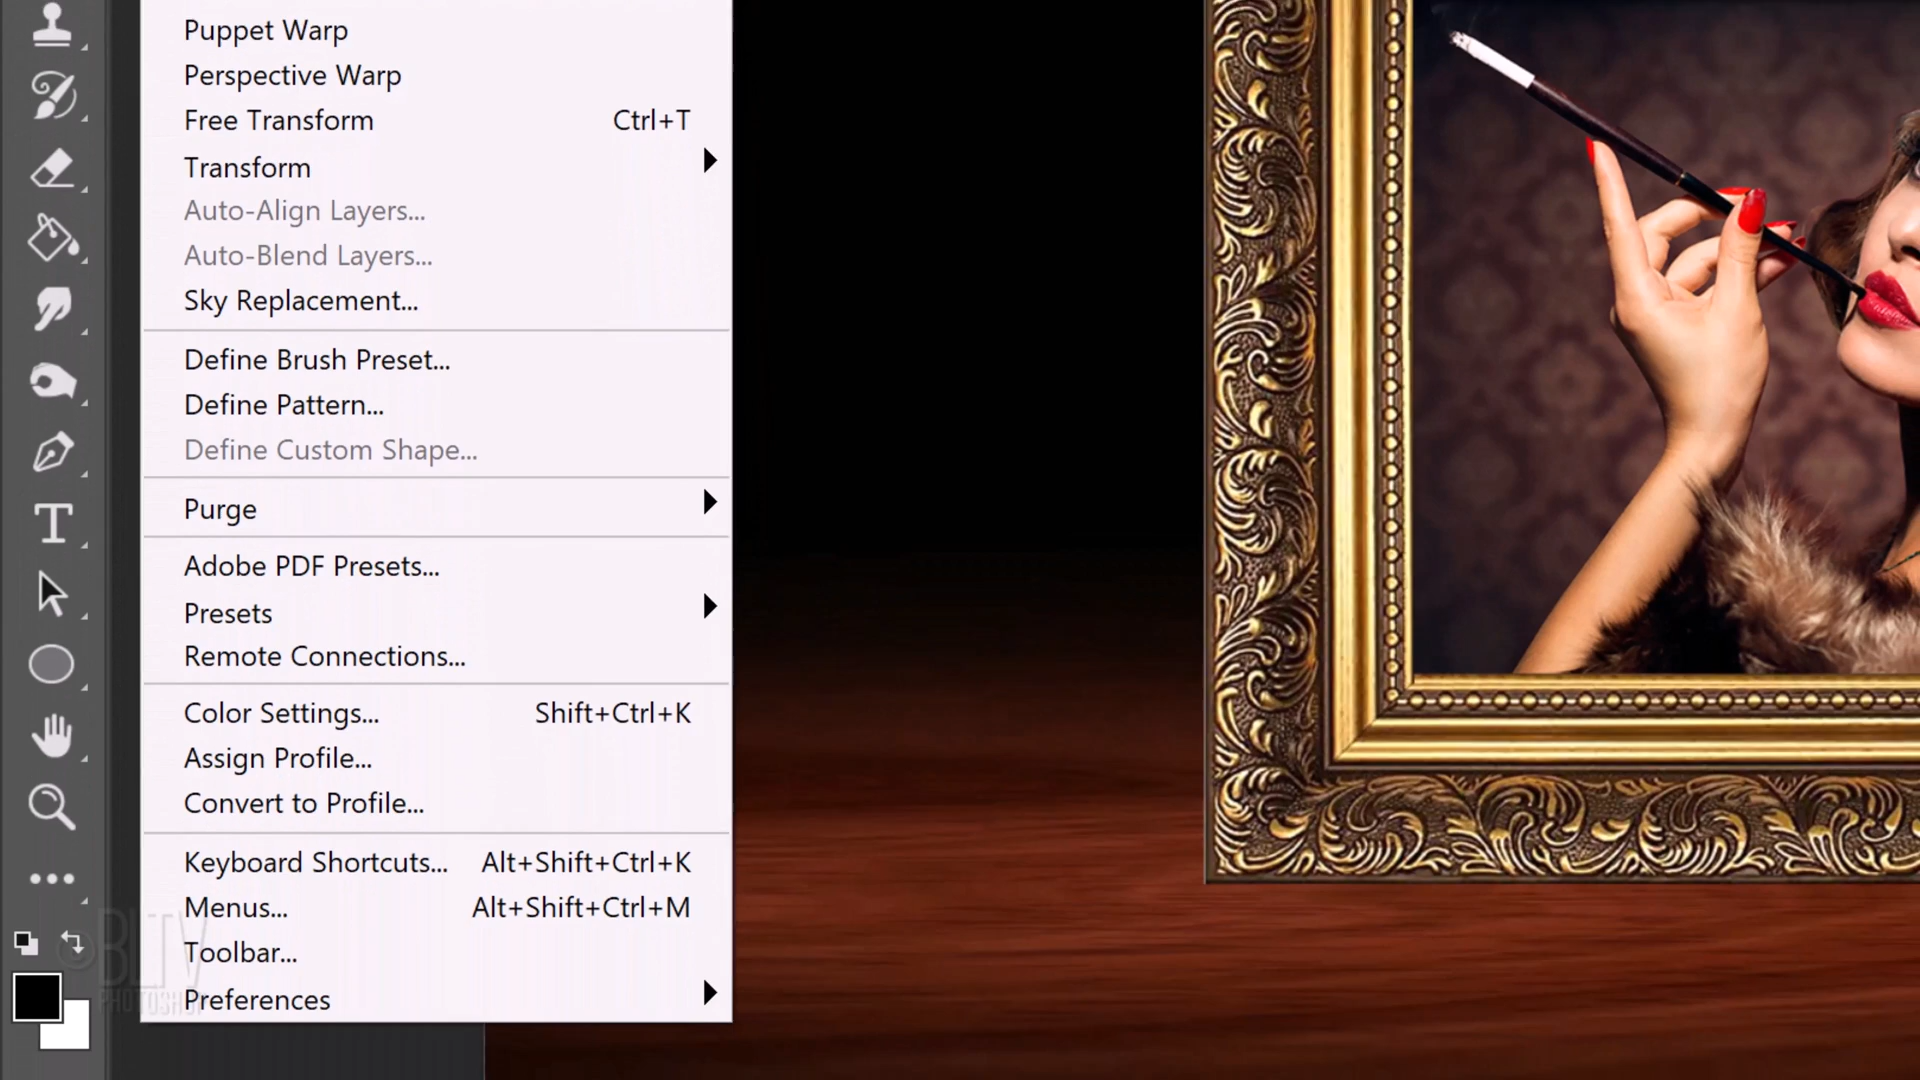 Puppet Warp
Perspective Warp
Free Transform Ctrl+T
Transform
Auto-Align Layers...
Auto-Blend Layers...
Sky Replacement...
Define Brush Preset...
Define Pattern...
Define Custom Shape...
Purge
Adobe PDF Presets...
Presets
Remote Connections...
Color Settings... Shift+Ctrl+K
Assign Profile...
Convert to Profile...
Keyboard Shortcuts... Alt+Shift+Ctrl+K
Menus... Alt+Shift+Ctrl+M
Toolbar...
Preferences
BLTV
PHOTOSHOP